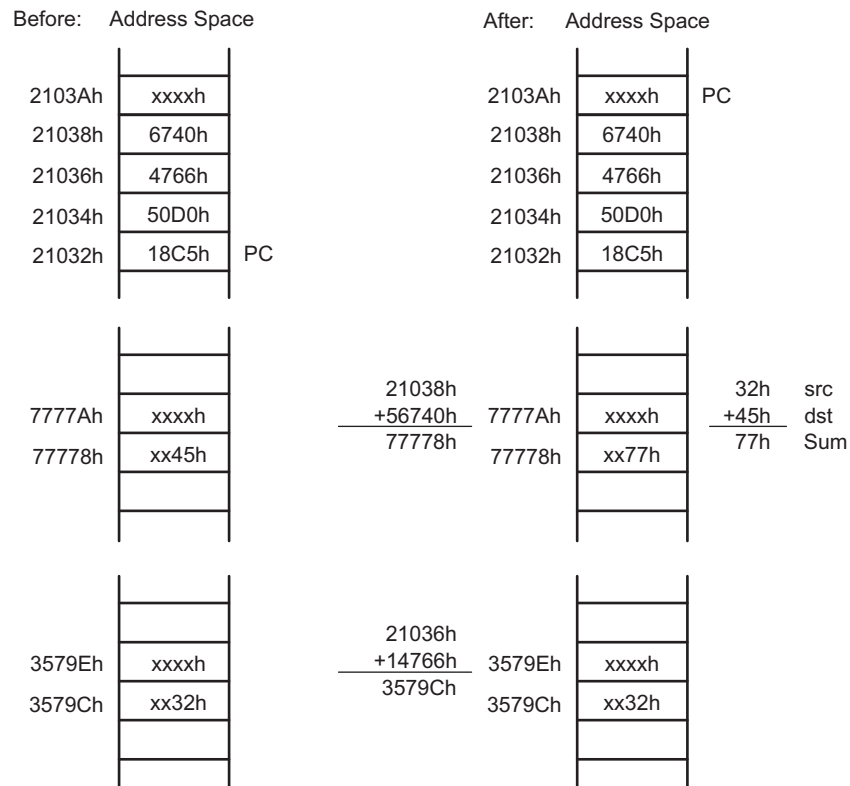 Before: Address Space
2103Ah xxxxh
21038h 6740h
21036h 4766h
21034h 50D0h
21032h 18C5h PC
After: Address Space
2103Ah xxxxh PC
21038h 6740h
21036h 4766h
21034h 50D0h
21032h 18C5h
7777Ah xxxxh
77778h xx45h
21038h
+56740h
77778h
7777Ah xxxxh
77778h xx77h
32h src
+45h dst
77h Sum
3579Eh xxxxh
3579Ch xx32h
21036h
+14766h
3579Ch
3579Eh xxxxh
3579Ch xx32h